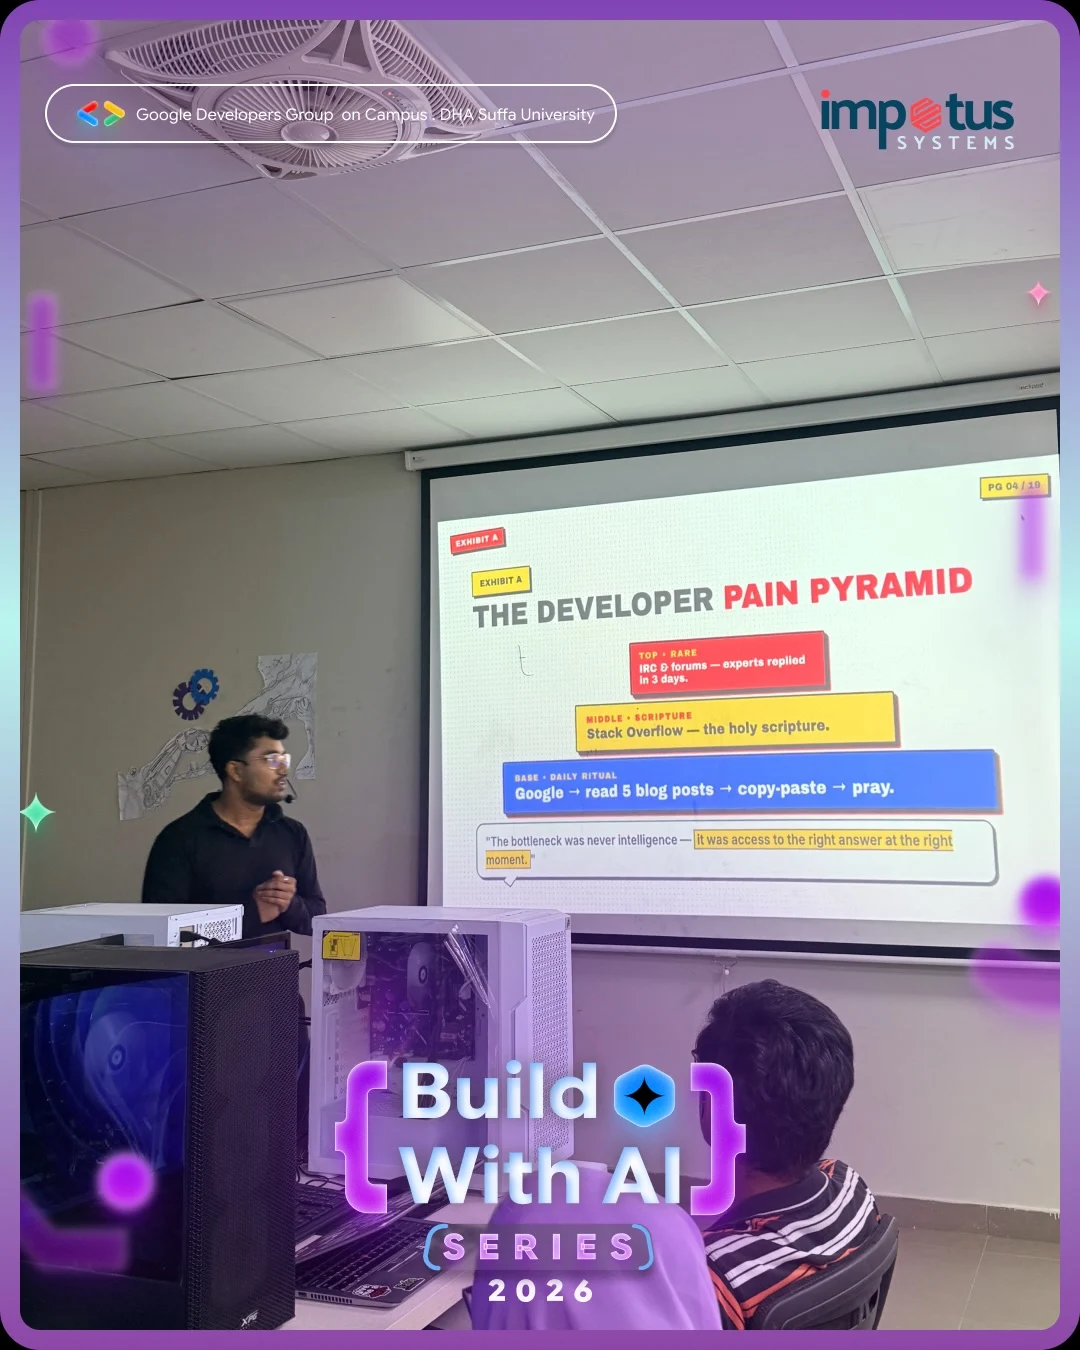 Google Developers Group on Campus . DHA Suffa University
impetus
SYSTEMS
PG 04 / 19
EXHIBIT A
EXHIBIT A
THE DEVELOPER PAIN PYRAMID
t
TOP • RARE
IRC & forums — experts replied
in 3 days.
MIDDLE • SCRIPTURE
Stack Overflow — the holy scripture.
BASE • DAILY RITUAL
Google → read 5 blog posts → copy-paste → pray.
"The bottleneck was never intelligence — it was access to the right answer at the right
moment."
Build
With AI
SERIES
2026
XPG